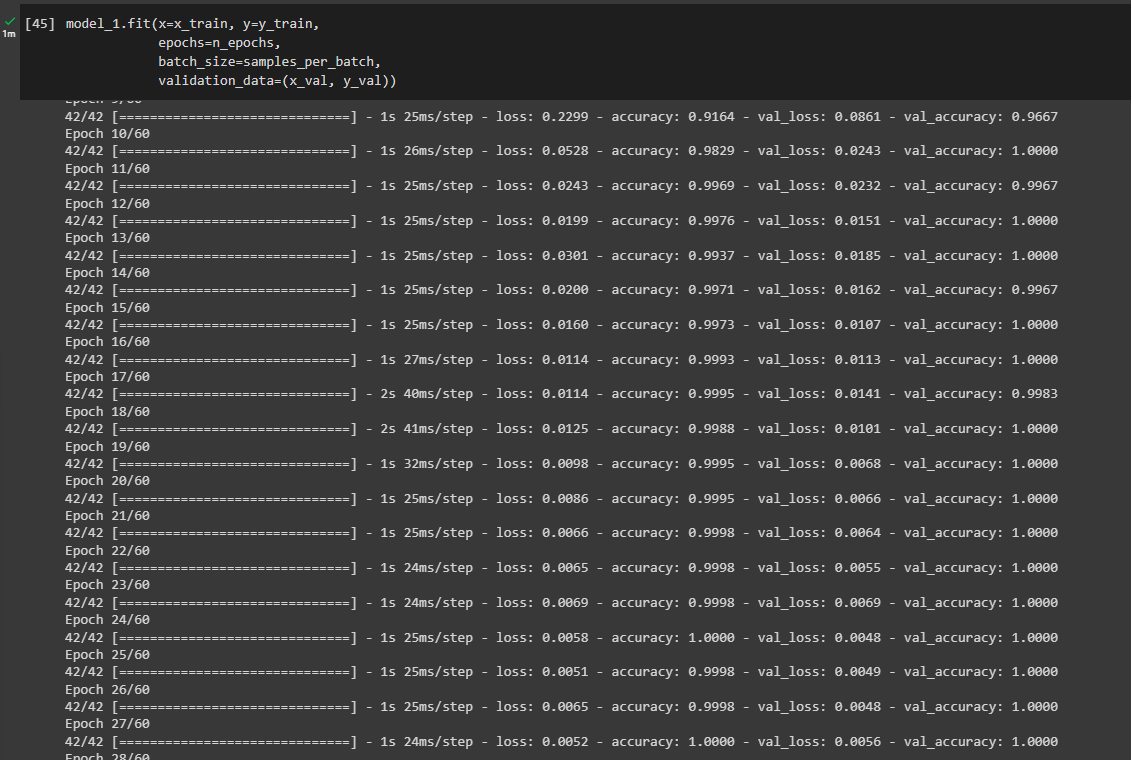 [45] model_1.fit(x=x_train, y=y_train,
1m
epochs=n_epochs,
batch_size=samples_per_batch,
validation_data=(x_val, y_val))
Epoch 9/60
42/42 [==============================] - 1s 25ms/step - loss: 0.2299 - accuracy: 0.9164 - val_loss: 0.0861 - val_accuracy: 0.9667
Epoch 10/60
42/42 [==============================] - 1s 26ms/step - loss: 0.0528 - accuracy: 0.9829 - val_loss: 0.0243 - val_accuracy: 1.0000
Epoch 11/60
42/42 [==============================] - 1s 25ms/step - loss: 0.0243 - accuracy: 0.9969 - val_loss: 0.0232 - val_accuracy: 0.9967
Epoch 12/60
42/42 [==============================] - 1s 25ms/step - loss: 0.0199 - accuracy: 0.9976 - val_loss: 0.0151 - val_accuracy: 1.0000
Epoch 13/60
42/42 [==============================] - 1s 25ms/step - loss: 0.0301 - accuracy: 0.9937 - val_loss: 0.0185 - val_accuracy: 1.0000
Epoch 14/60
42/42 [==============================] - 1s 25ms/step - loss: 0.0200 - accuracy: 0.9971 - val_loss: 0.0162 - val_accuracy: 0.9967
Epoch 15/60
42/42 [==============================] - 1s 25ms/step - loss: 0.0160 - accuracy: 0.9973 - val_loss: 0.0107 - val_accuracy: 1.0000
Epoch 16/60
42/42 [==============================] - 1s 27ms/step - loss: 0.0114 - accuracy: 0.9993 - val_loss: 0.0113 - val_accuracy: 1.0000
Epoch 17/60
42/42 [==============================] - 2s 40ms/step - loss: 0.0114 - accuracy: 0.9995 - val_loss: 0.0141 - val_accuracy: 0.9983
Epoch 18/60
42/42 [==============================] - 2s 41ms/step - loss: 0.0125 - accuracy: 0.9988 - val_loss: 0.0101 - val_accuracy: 1.0000
Epoch 19/60
42/42 [==============================] - 1s 32ms/step - loss: 0.0098 - accuracy: 0.9995 - val_loss: 0.0068 - val_accuracy: 1.0000
Epoch 20/60
42/42 [==============================] - 1s 25ms/step - loss: 0.0086 - accuracy: 0.9995 - val_loss: 0.0066 - val_accuracy: 1.0000
Epoch 21/60
42/42 [==============================] - 1s 25ms/step - loss: 0.0066 - accuracy: 0.9998 - val_loss: 0.0064 - val_accuracy: 1.0000
Epoch 22/60
42/42 [==============================] - 1s 24ms/step - loss: 0.0065 - accuracy: 0.9998 - val_loss: 0.0055 - val_accuracy: 1.0000
Epoch 23/60
42/42 [==============================] - 1s 24ms/step - loss: 0.0069 - accuracy: 0.9998 - val_loss: 0.0069 - val_accuracy: 1.0000
Epoch 24/60
42/42 [==============================] - 1s 25ms/step - loss: 0.0058 - accuracy: 1.0000 - val_loss: 0.0048 - val_accuracy: 1.0000
Epoch 25/60
42/42 [==============================] - 1s 25ms/step - loss: 0.0051 - accuracy: 0.9998 - val_loss: 0.0049 - val_accuracy: 1.0000
Epoch 26/60
42/42 [==============================] - 1s 25ms/step - loss: 0.0065 - accuracy: 0.9998 - val_loss: 0.0048 - val_accuracy: 1.0000
Epoch 27/60
42/42 [==============================] - 1s 24ms/step - loss: 0.0052 - accuracy: 1.0000 - val_loss: 0.0056 - val_accuracy: 1.0000
Epoch 28/60